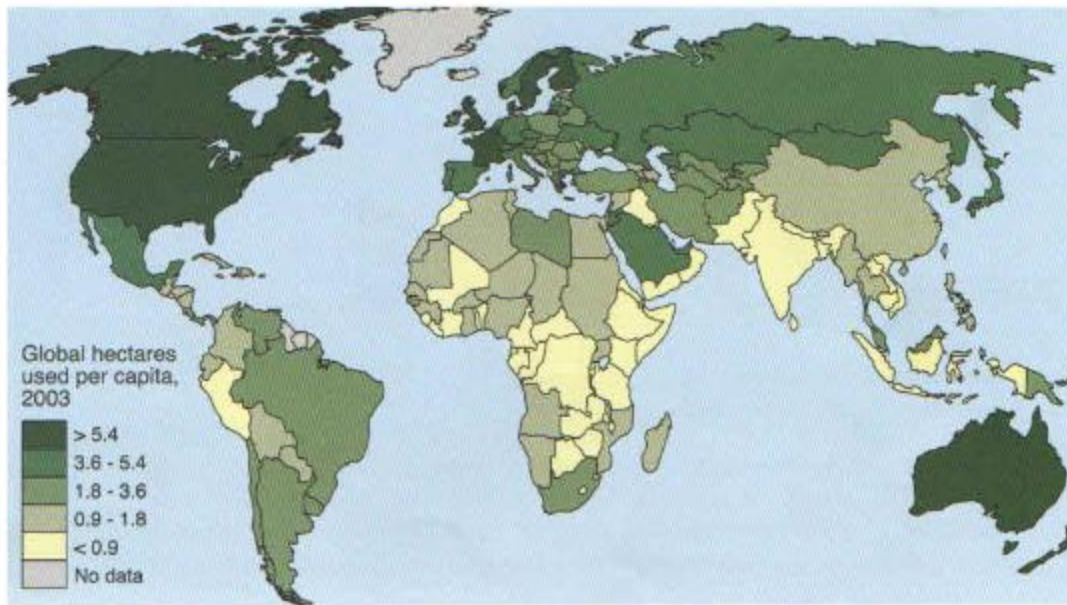 Global hectares
used per capita,
2003
> 5.4
3.6 - 5.4
1.8 - 3.6
0.9 - 1.8
< 0.9
No data